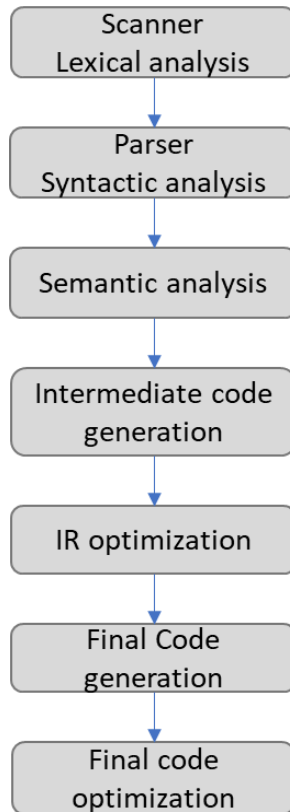 Scanner
Lexical analysis
Parser
Syntactic analysis
Semantic analysis
Intermediate code
generation
IR optimization
Final Code
generation
Final code
optimization